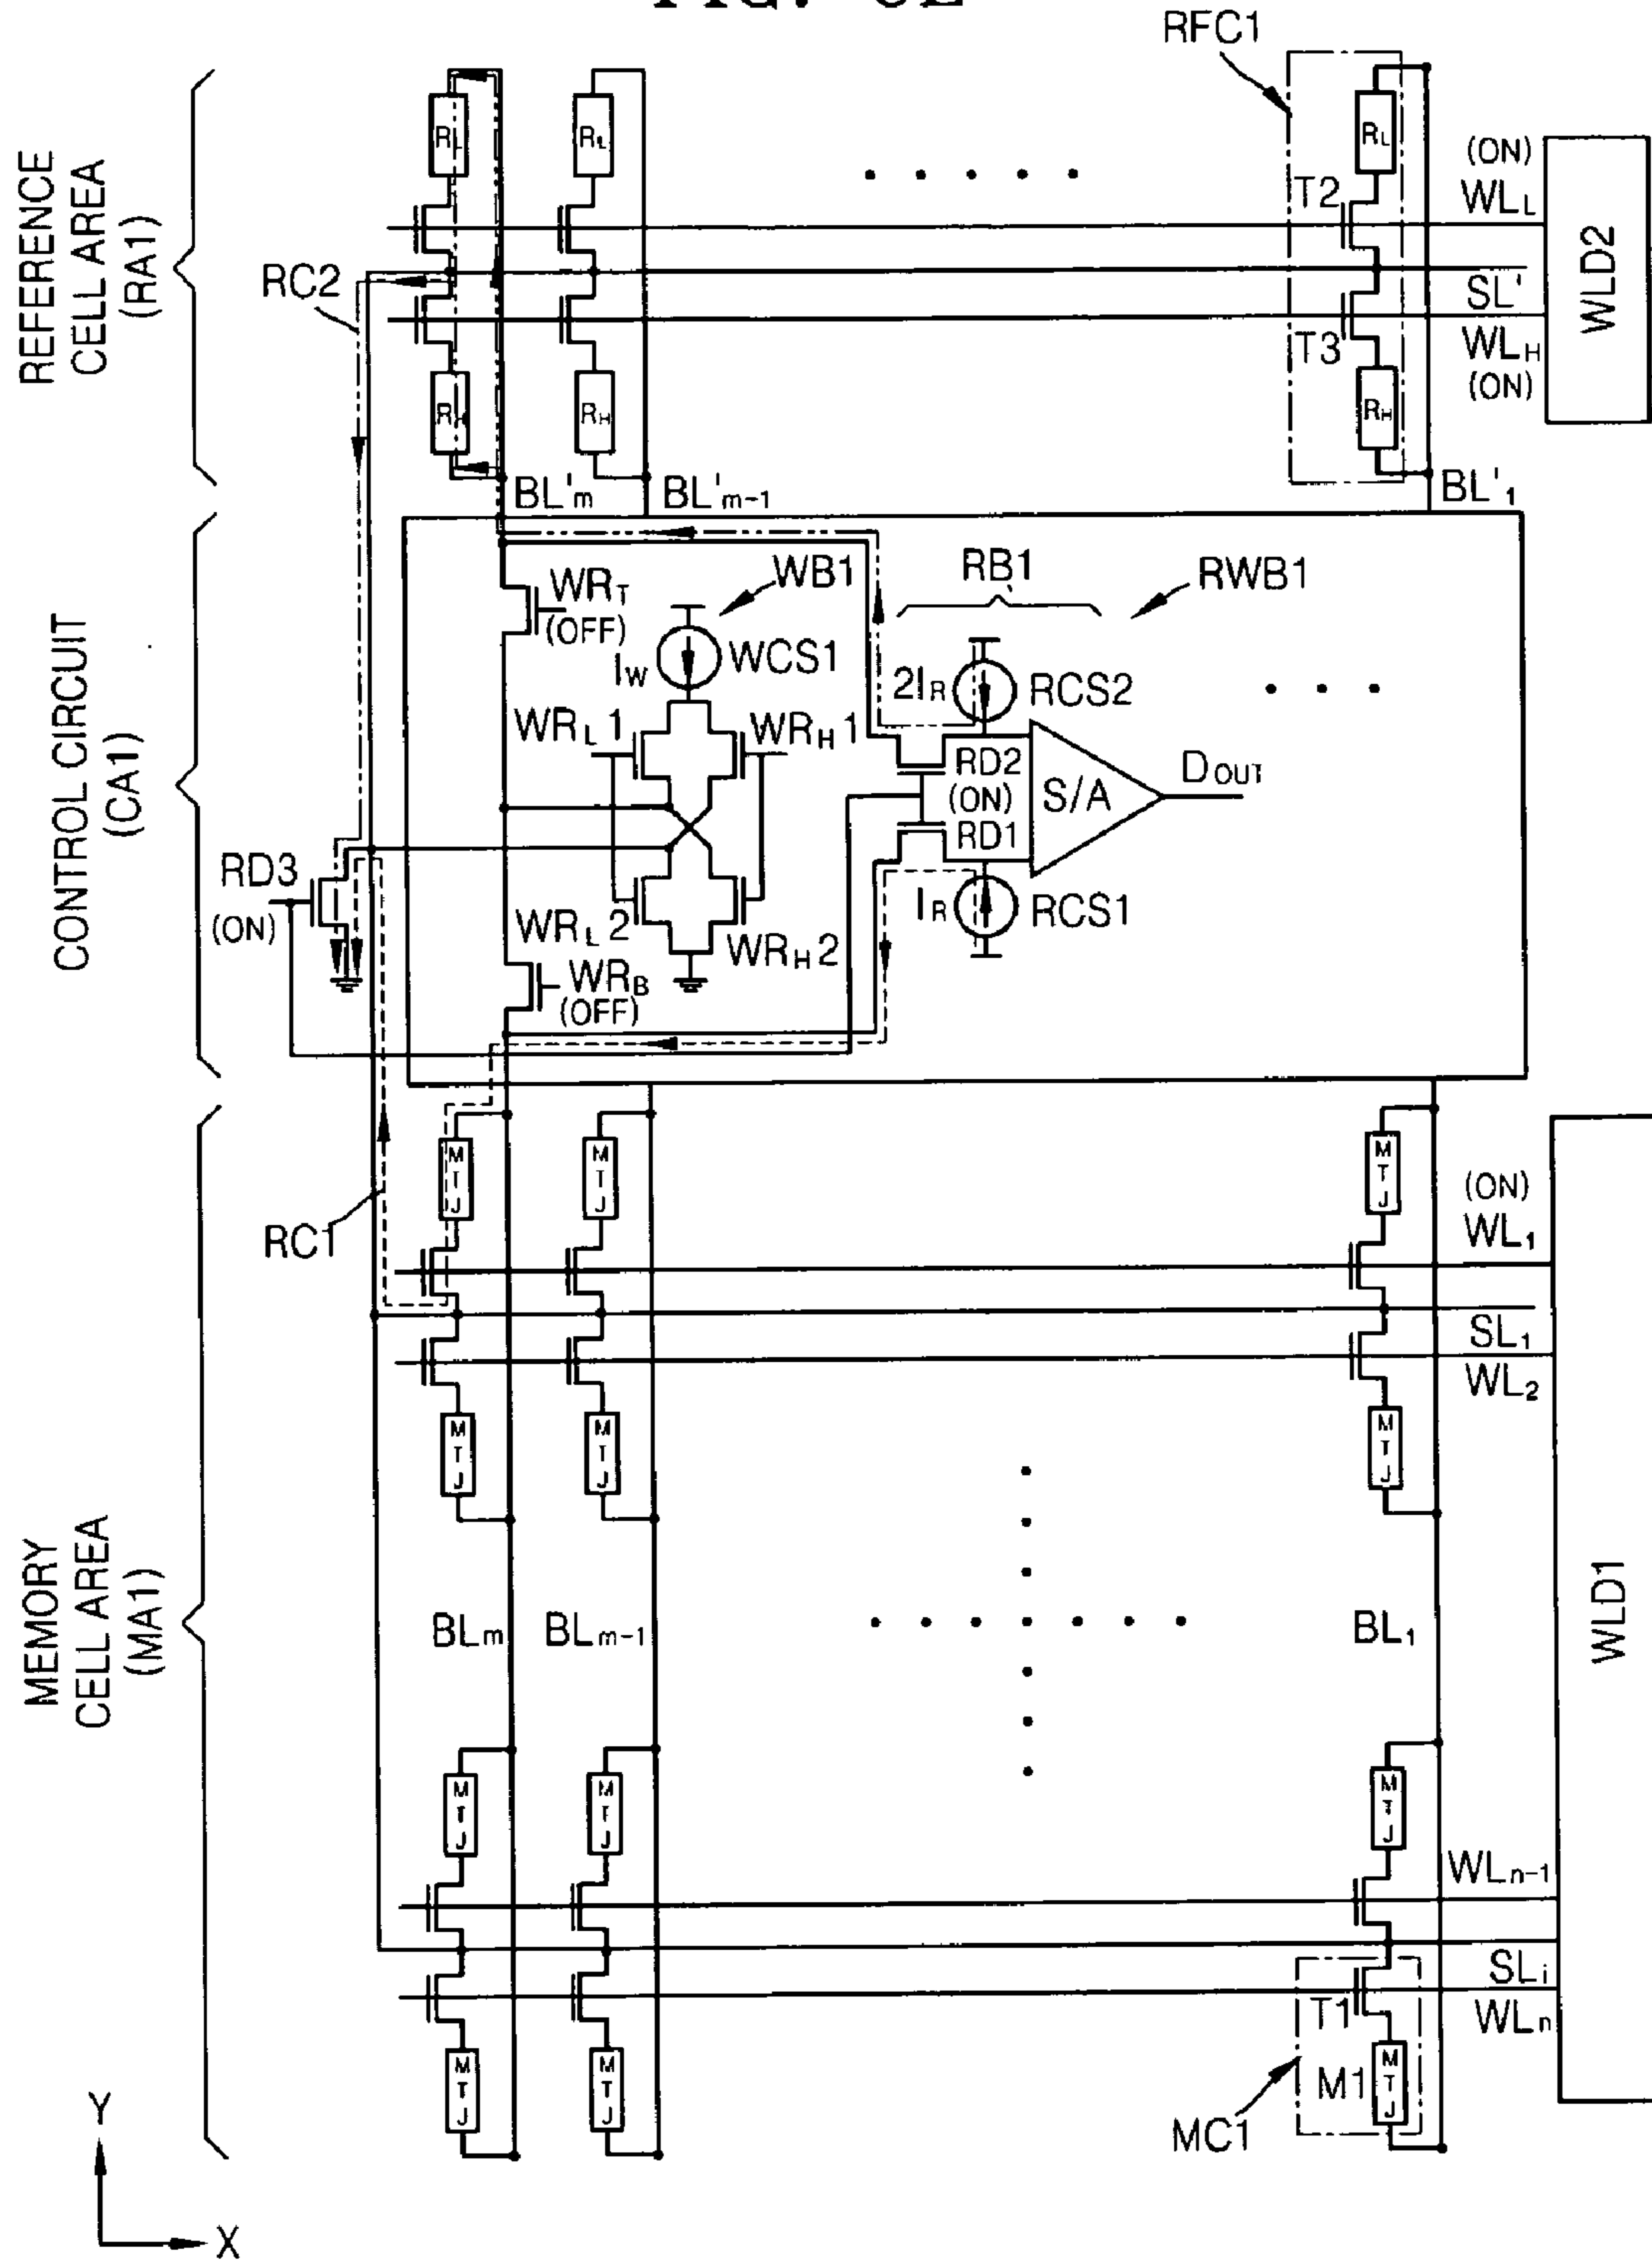 RFC1
REFERENCE
CELL AREA
(RA1)
RL
RL
RL
(ON)
WLL
T2
WLD2
RC2
SL'
T3
WLH
(ON)
RH
RH
RH
BL'm
BL'm-1
BL'1
CONTROL CIRCUIT
(CA1)
WRT
(OFF)
WB1
RB1
RWB1
IW
WCS1
2IR
RCS2
WRL1
WRH1
RD2
(ON)
RD1
S/A
DOUT
RD3
(ON)
WRL2
WRH2
IR
RCS1
WRB
(OFF)
MTJ
MTJ
MTJ
(ON)
WL1
RC1
SL1
WL2
MTJ
MTJ
MTJ
MEMORY
CELL AREA
(MA1)
BLm
BLm-1
BL1
WLD1
MTJ
MTJ
MTJ
WLn-1
SLi
T1
WLn
MTJ
MTJ
M1
MTJ
MC1
Y
X